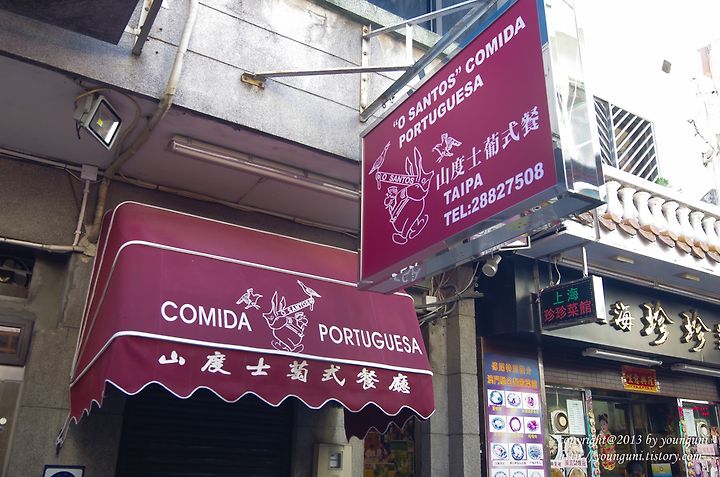 "O SANTOS" COMIDA
PORTUGUESA
O SANTOS
山度士葡式餐
TAIPA
TEL:28827508
COMIDA PORTUGUESA
山度士葡式餐廳
上海
珍珍菜館
海珍珍
copyright@2013 by younguni
http://younguni.tistory.com